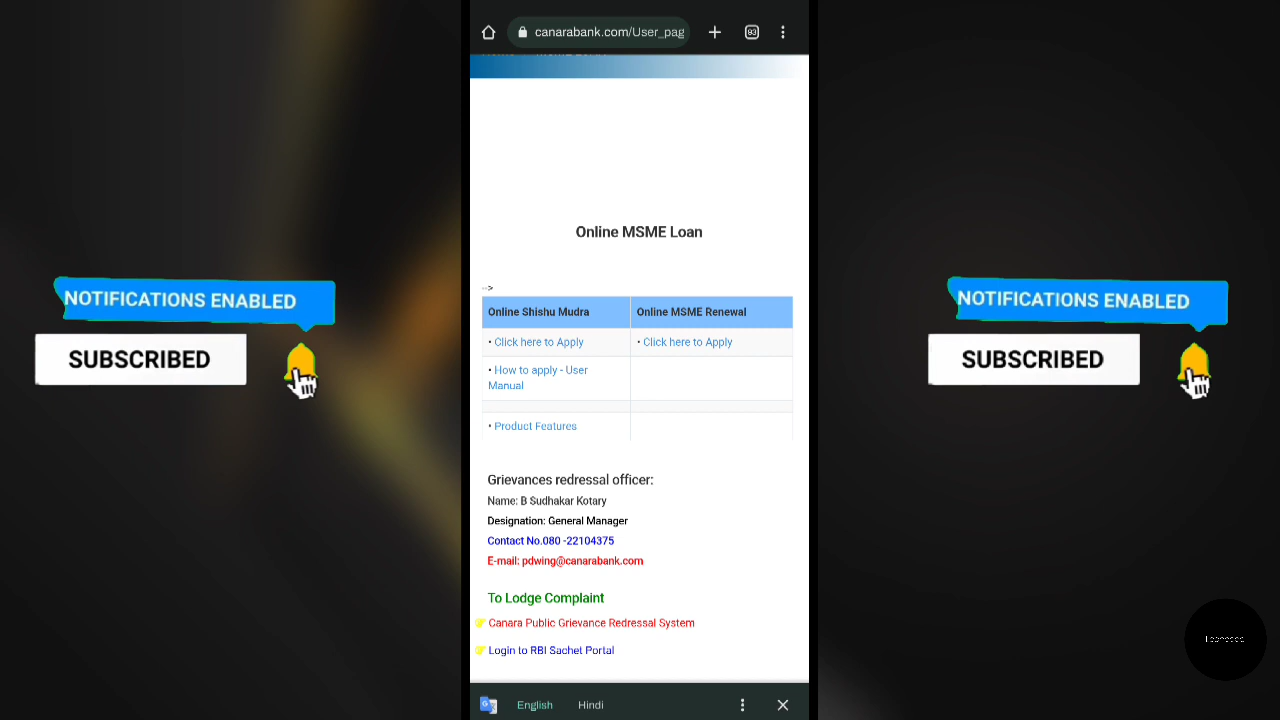 canarabank.com/User_pag
93
Online MSME Loan
-->
Online Shishu Mudra
Online MSME Renewal
• Click here to Apply
• Click here to Apply
• How to apply - User
Manual
• Product Features
Grievances redressal officer:
Name: B Sudhakar Kotary
Designation: General Manager
Contact No.080 -22104375
E-mail: pdwing@canarabank.com
To Lodge Complaint
Canara Public Grievance Redressal System
Login to RBI Sachet Portal
English
Hindi
NOTIFICATIONS ENABLED
SUBSCRIBED
NOTIFICATIONS ENABLED
SUBSCRIBED